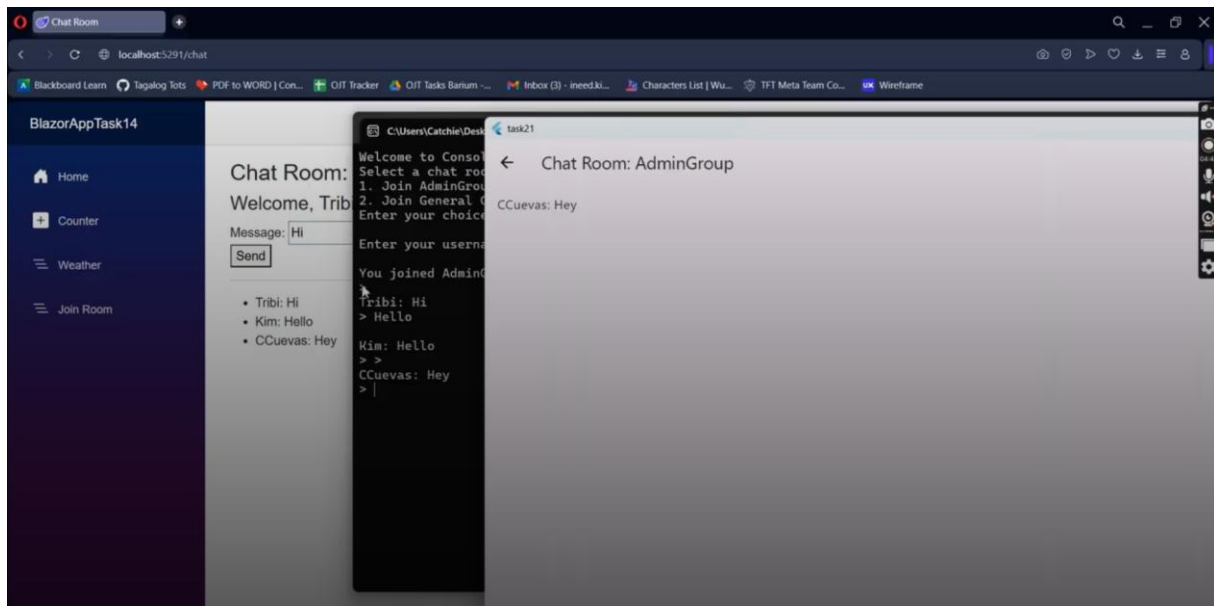 Chat Room
localhost:5291/chat
Blackboard Learn Tagalog Tots PDF to WORD | Con... OJT Tracker OJT Tasks Barium -... Inbox (3) - ineed.ki... Characters List | Wu... TFT Meta Team Co... UX Wireframe
BlazorAppTask14
Home
Counter
Weather
Join Room
Chat Room:
Welcome, Trib
Message: Hi
Send
Tribi: Hi
Kim: Hello
CCuevas: Hey
C:\Users\Catchie\Desk
Welcome to Consol
Select a chat roo
1. Join AdminGrou
2. Join General
Enter your choice
Enter your userna
You joined AdminG
>
Tribi: Hi
> Hello
Kim: Hello
> >
CCuevas: Hey
>
task21
Chat Room: AdminGroup
CCuevas: Hey